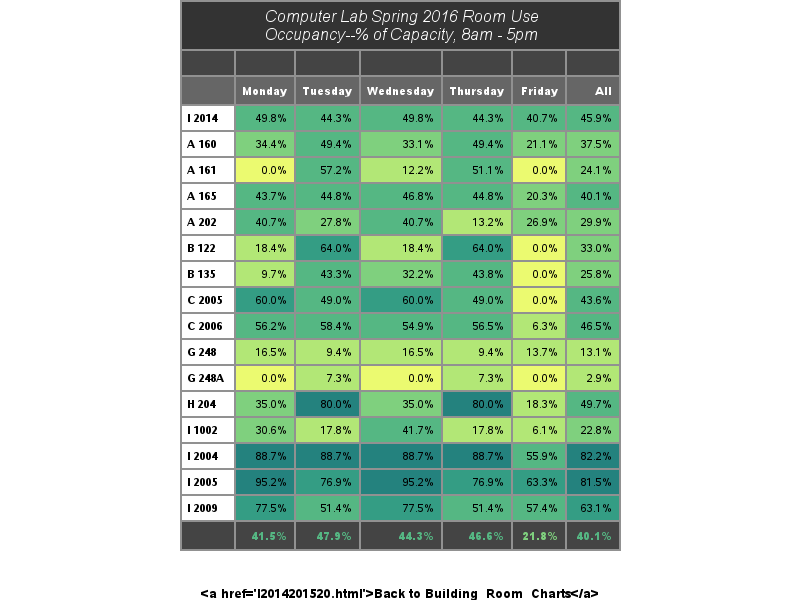 Computer Lab Spring 2016 Room Use
Occupancy--% of Capacity, 8am - 5pm
Monday Tuesday Wednesday Thursday Friday All
I 2014 49.8% 44.3% 49.8% 44.3% 40.7% 45.9%
A 160 34.4% 49.4% 33.1% 49.4% 21.1% 37.5%
A 161 0.0% 57.2% 12.2% 51.1% 0.0% 24.1%
A 165 43.7% 44.8% 46.8% 44.8% 20.3% 40.1%
A 202 40.7% 27.8% 40.7% 13.2% 26.9% 29.9%
B 122 18.4% 64.0% 18.4% 64.0% 0.0% 33.0%
B 135 9.7% 43.3% 32.2% 43.8% 0.0% 25.8%
C 2005 60.0% 49.0% 60.0% 49.0% 0.0% 43.6%
C 2006 56.2% 58.4% 54.9% 56.5% 6.3% 46.5%
G 248 16.5% 9.4% 16.5% 9.4% 13.7% 13.1%
G 248A 0.0% 7.3% 0.0% 7.3% 0.0% 2.9%
H 204 35.0% 80.0% 35.0% 80.0% 18.3% 49.7%
I 1002 30.6% 17.8% 41.7% 17.8% 6.1% 22.8%
I 2004 88.7% 88.7% 88.7% 88.7% 55.9% 82.2%
I 2005 95.2% 76.9% 95.2% 76.9% 63.3% 81.5%
I 2009 77.5% 51.4% 77.5% 51.4% 57.4% 63.1%
41.5% 47.9% 44.3% 46.6% 21.8% 40.1%
<a href='I2014201520.html'>Back to Building_Room_Charts</a>